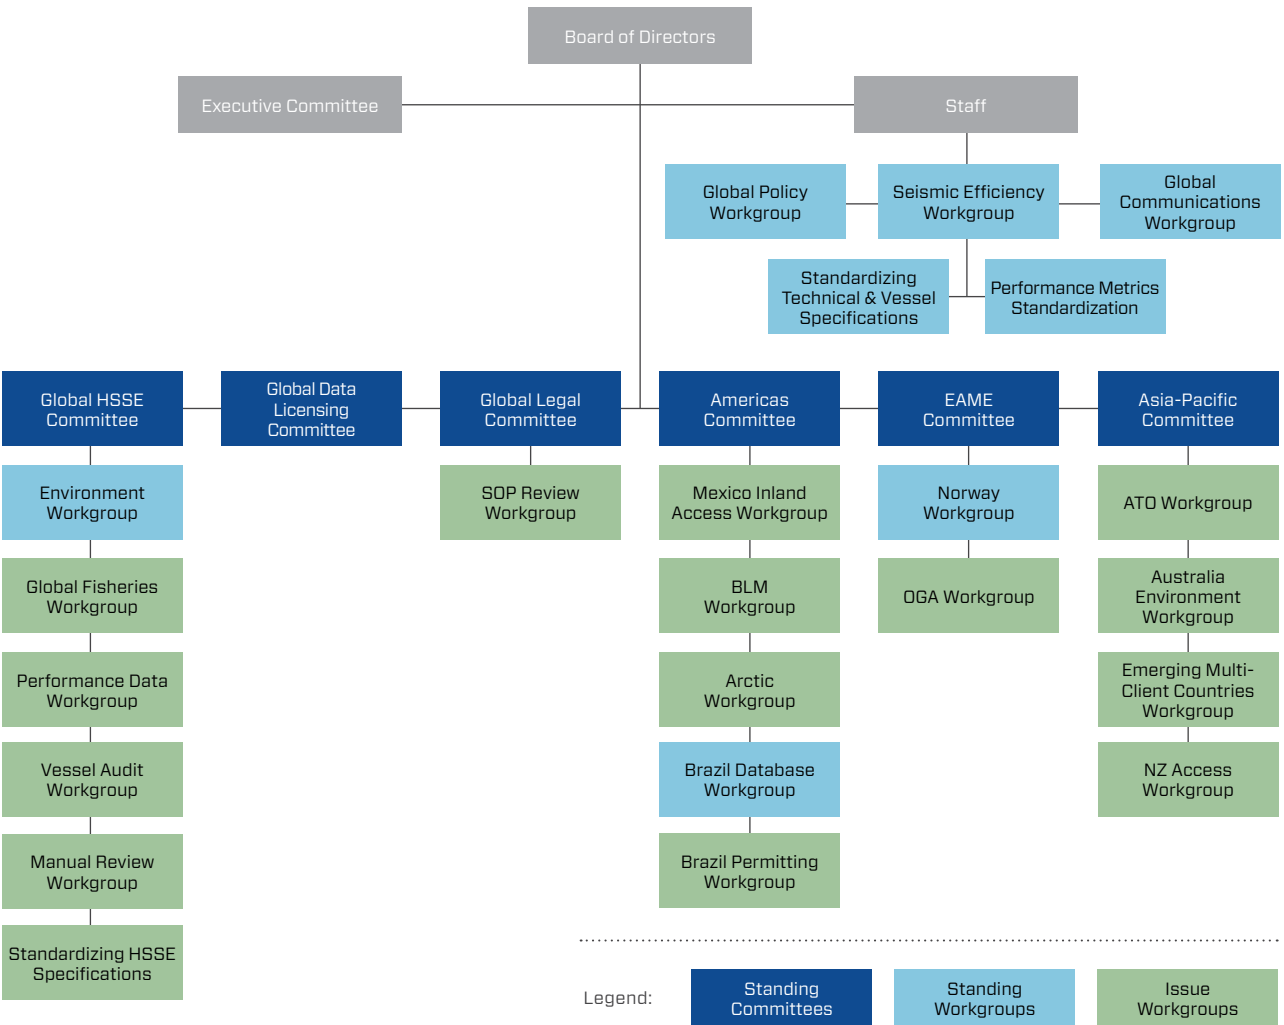 Board of Directors
Executive Committee
Staff
Global Policy
Workgroup
Seismic Efficiency
Workgroup
Global
Communications
Workgroup
Standardizing
Technical & Vessel
Specifications
Performance Metrics
Standardization
Global HSSE
Committee
Global Data
Licensing
Committee
Global Legal
Committee
Americas
Committee
EAME
Committee
Asia-Pacific
Committee
Environment
Workgroup
SOP Review
Workgroup
Mexico Inland
Access Workgroup
Norway
Workgroup
ATO Workgroup
Global Fisheries
Workgroup
BLM
Workgroup
OGA Workgroup
Australia
Environment
Workgroup
Performance Data
Workgroup
Arctic
Workgroup
Emerging Multi-
Client Countries
Workgroup
Vessel Audit
Workgroup
Brazil Database
Workgroup
NZ Access
Workgroup
Manual Review
Workgroup
Brazil Permitting
Workgroup
Standardizing HSSE
Specifications
Legend:
Standing
Committees
Standing
Workgroups
Issue
Workgroups